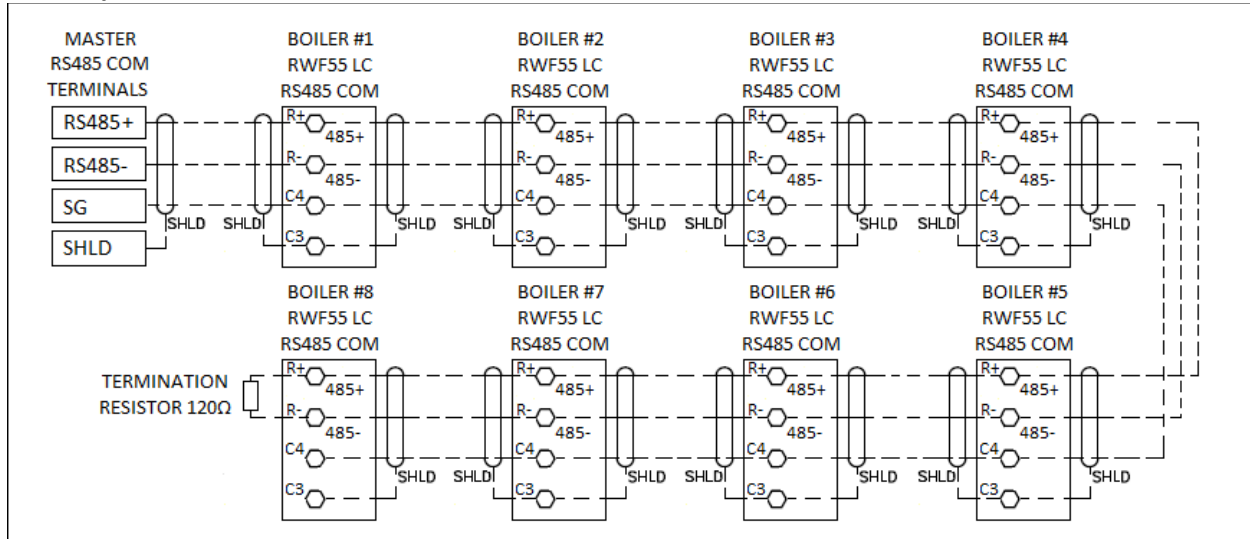 MASTER
RS485 COM
TERMINALS
RS485+
RS485-
SG
SHLD
SHLD
BOILER #1
RWF55 LC
RS485 COM
R+
485+
R-
485-
C4
C3
SHLD
SHLD
BOILER #2
RWF55 LC
RS485 COM
R+
485+
R-
485-
C4
C3
SHLD
SHLD
BOILER #3
RWF55 LC
RS485 COM
R+
485+
R-
485-
C4
C3
SHLD
SHLD
BOILER #4
RWF55 LC
RS485 COM
R+
485+
R-
485-
C4
C3
SHLD
SHLD
TERMINATION
RESISTOR 120Ω
BOILER #8
RWF55 LC
RS485 COM
R+
485+
R-
485-
C4
C3
SHLD
BOILER #7
RWF55 LC
RS485 COM
R+
485+
R-
485-
C4
C3
SHLD
SHLD
BOILER #6
RWF55 LC
RS485 COM
R+
485+
R-
485-
C4
C3
SHLD
SHLD
BOILER #5
RWF55 LC
RS485 COM
R+
485+
R-
485-
C4
C3
SHLD
SHLD